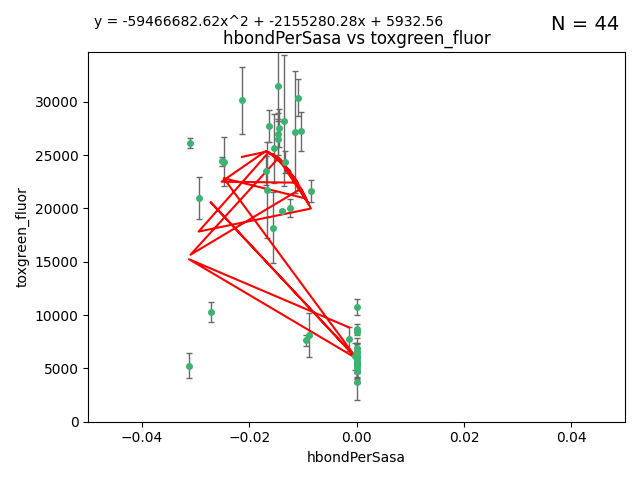 y = -59466682.62x^2 + -2155280.28x + 5932.56
N = 44
hbondPerSasa vs toxgreen_fluor
30000
25000
20000
15000
10000
5000
0
toxgreen_fluor
−0.04
−0.02
0.00
0.02
0.04
hbondPerSasa